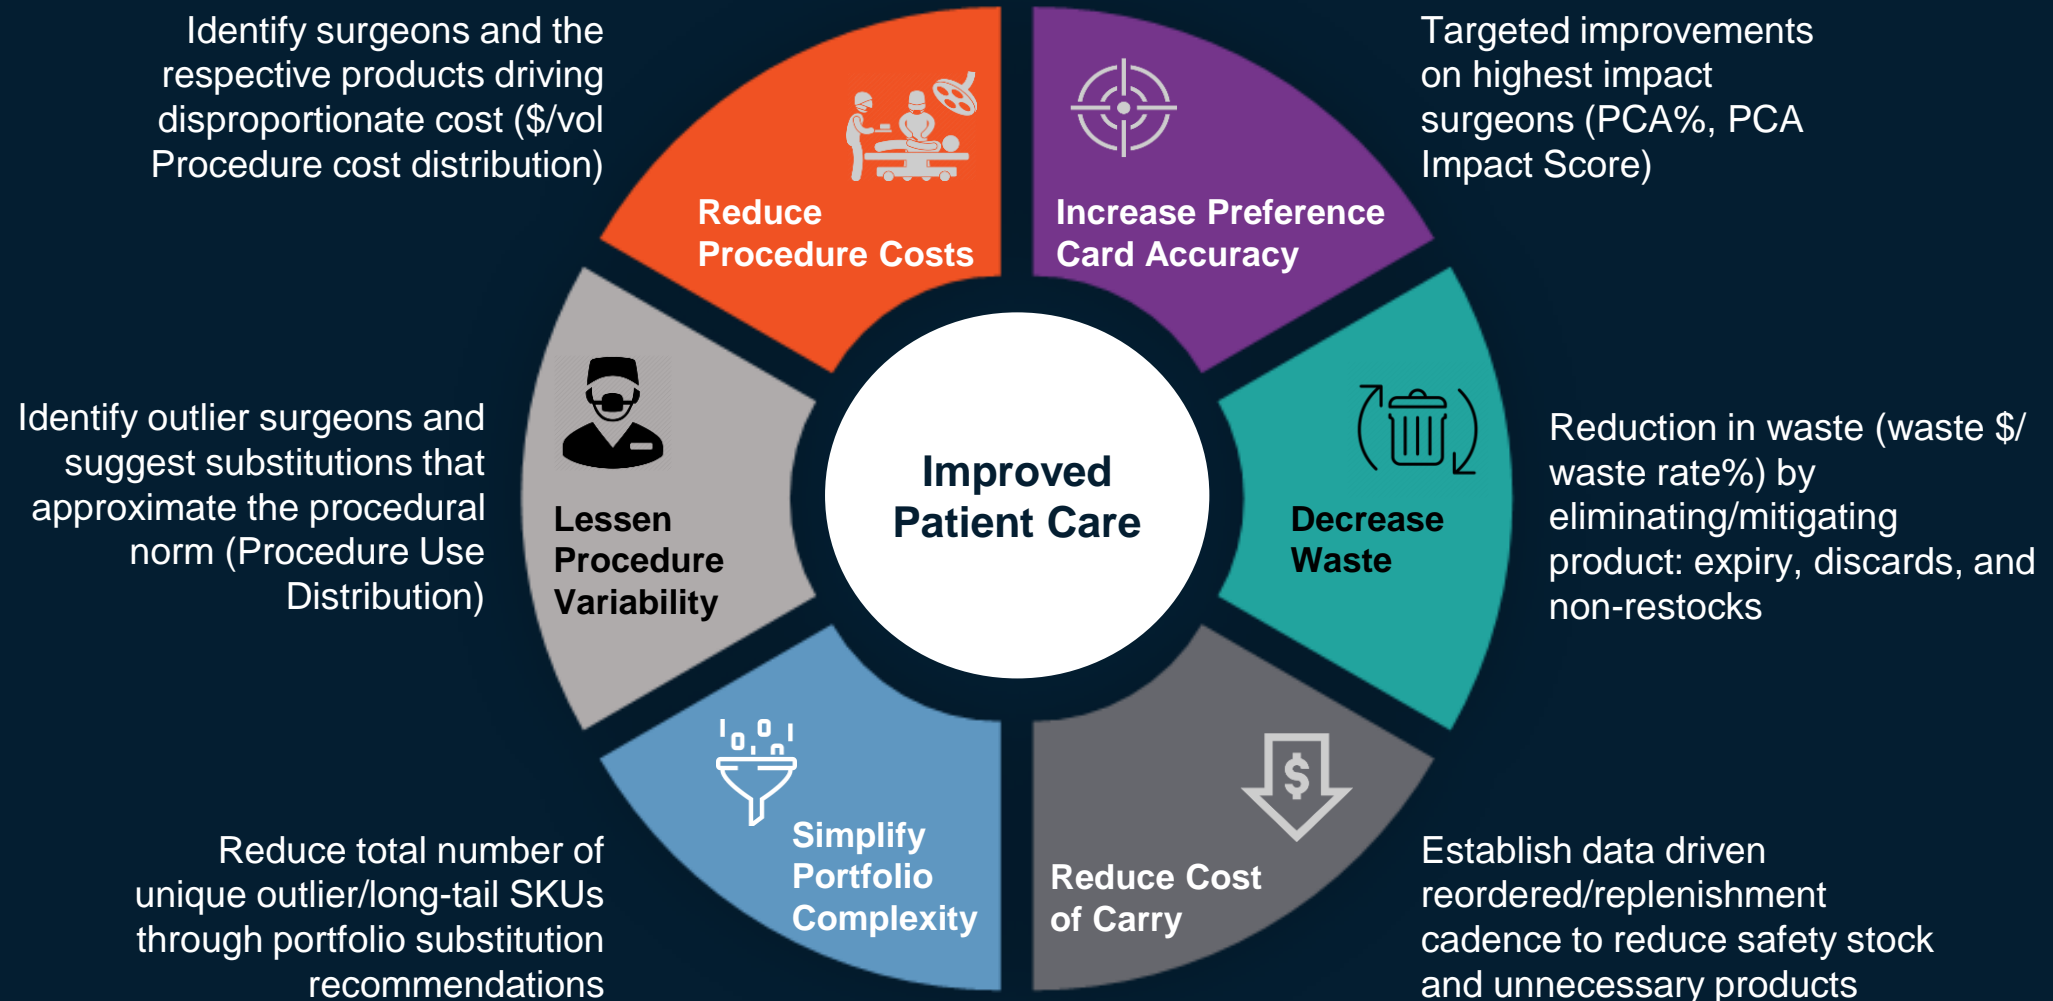 Identify surgeons and the
respective products driving
disproportionate cost ($/vol
Procedure cost distribution)
Reduce
Procedure Costs
Increase Preference
Card Accuracy
Targeted improvements
on highest impact
surgeons (PCA%, PCA
Impact Score)
Identify outlier surgeons and
suggest substitutions that
approximate the procedural
norm (Procedure Use
Distribution)
Lessen
Procedure
Variability
Improved
Patient Care
Decrease
Waste
Reduction in waste (waste $/
waste rate%) by
eliminating/mitigating
product: expiry, discards, and
non-restocks
Reduce total number of
unique outlier/long-tail SKUs
through portfolio substitution
recommendations
Simplify
Portfolio
Complexity
$
Reduce Cost
of Carry
Establish data driven
reordered/replenishment
cadence to reduce safety stock
and unnecessary products